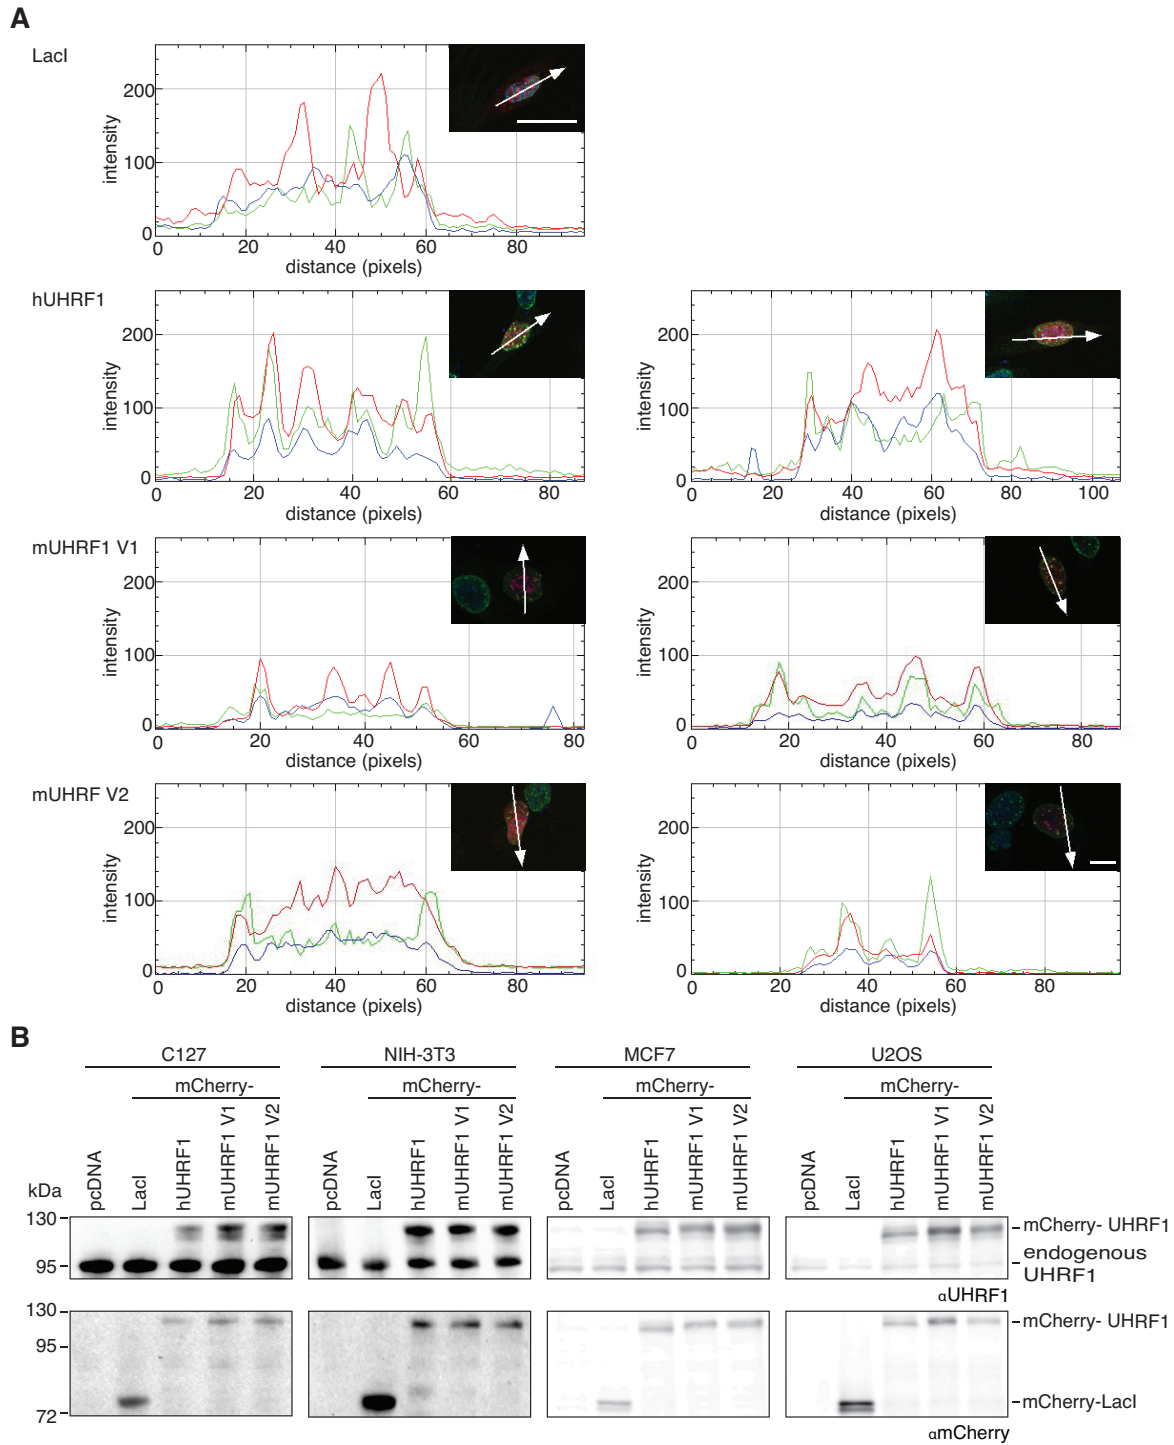 A
LacI
200
100
0
intensity
0 20 40 60 80
distance (pixels)
hUHRF1
200
100
0
intensity
0 20 40 60 80
distance (pixels)
200
100
0
intensity
0 20 40 60 80 100
distance (pixels)
mUHRF1 V1
200
100
0
intensity
0 20 40 60 80
distance (pixels)
200
100
0
intensity
0 20 40 60 80
distance (pixels)
mUHRF V2
200
100
0
intensity
0 20 40 60 80
distance (pixels)
200
100
0
intensity
0 20 40 60 80
distance (pixels)
B
C127 NIH-3T3 MCF7 U2OS
mCherry- mCherry- mCherry- mCherry-
pcDNA LacI hUHRF1 mUHRF1 V1 mUHRF1 V2 pcDNA LacI hUHRF1 mUHRF1 V1 mUHRF1 V2 pcDNA LacI hUHRF1 mUHRF1 V1 mUHRF1 V2 pcDNA LacI hUHRF1 mUHRF1 V1 mUHRF1 V2
kDa
130
mCherry- UHRF1
95
endogenous
UHRF1
αUHRF1
130
mCherry- UHRF1
95
mCherry-LacI
72
αmCherry